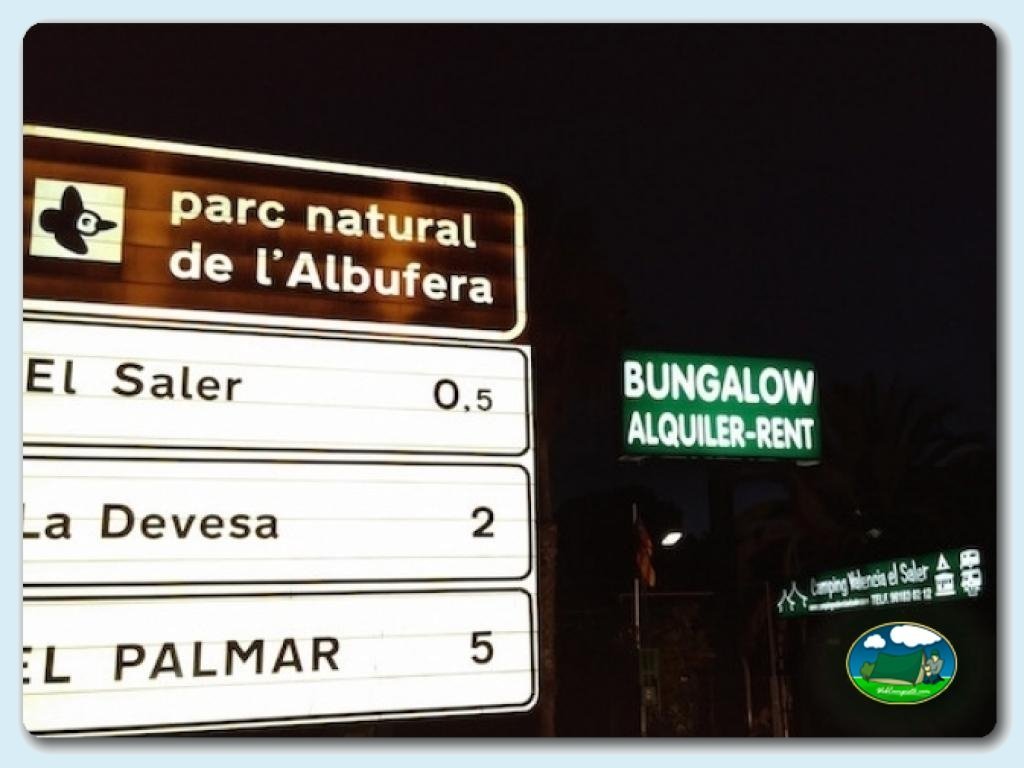 parc natural
de l'Albufera
El Saler 0,5
La Devesa 2
EL PALMAR 5
BUNGALOW
ALQUILER-RENT
Camping Valencia el Saler
TELF.